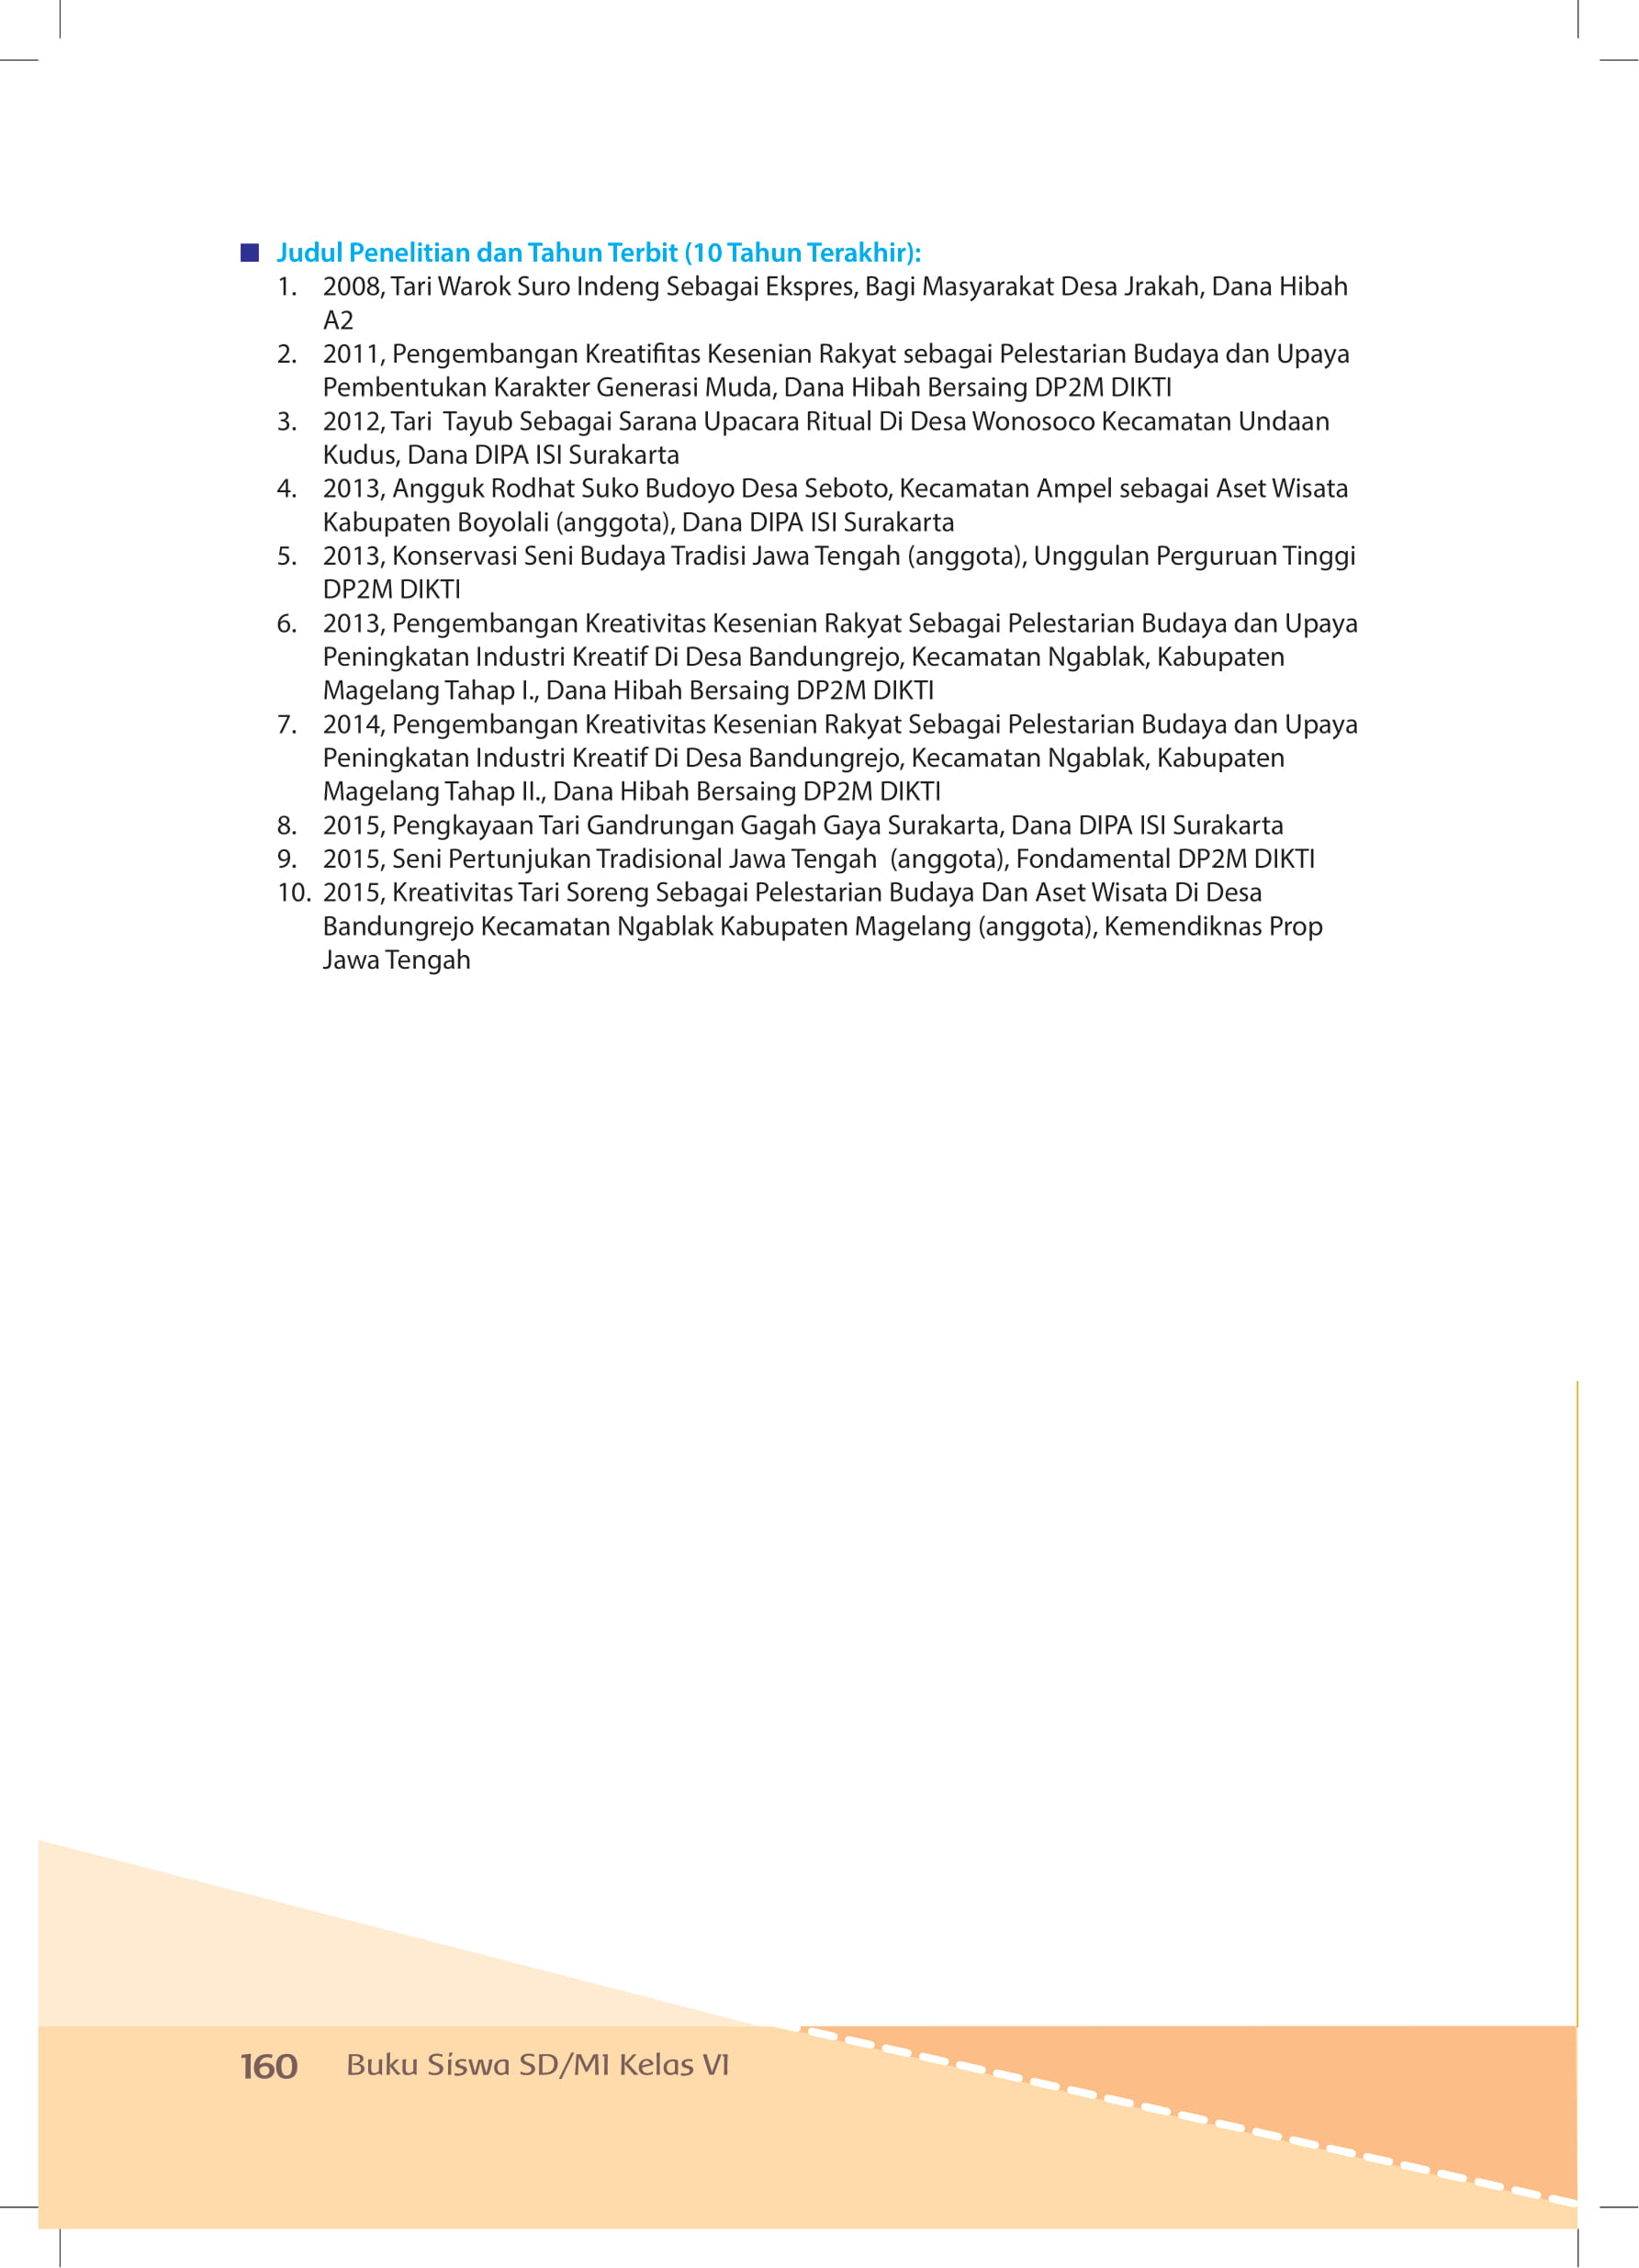 Judul Penelitian dan Tahun Terbit (10 Tahun Terakhir):
1. 2008, Tari Warok Suro Indeng Sebagai Ekspres, Bagi Masyarakat Desa Jrakah, Dana Hibah
A2
2. 2011, Pengembangan Kreatifitas Kesenian Rakyat sebagai Pelestarian Budaya dan Upaya
Pembentukan Karakter Generasi Muda, Dana Hibah Bersaing DP2M DIKTI
3. 2012, Tari Tayub Sebagai Sarana Upacara Ritual Di Desa Wonosoco Kecamatan Undaan
Kudus, Dana DIPA ISI Surakarta
4. 2013, Angguk Rodhat Suko Budoyo Desa Seboto, Kecamatan Ampel sebagai Aset Wisata
Kabupaten Boyolali (anggota), Dana DIPA ISI Surakarta
5. 2013, Konservasi Seni Budaya Tradisi Jawa Tengah (anggota), Unggulan Perguruan Tinggi
DP2M DIKTI
6. 2013, Pengembangan Kreativitas Kesenian Rakyat Sebagai Pelestarian Budaya dan Upaya
Peningkatan Industri Kreatif Di Desa Bandungrejo, Kecamatan Ngablak, Kabupaten
Magelang Tahap I., Dana Hibah Bersaing DP2M DIKTI
7. 2014, Pengembangan Kreativitas Kesenian Rakyat Sebagai Pelestarian Budaya dan Upaya
Peningkatan Industri Kreatif Di Desa Bandungrejo, Kecamatan Ngablak, Kabupaten
Magelang Tahap II., Dana Hibah Bersaing DP2M DIKTI
8. 2015, Pengkayaan Tari Gandrungan Gagah Gaya Surakarta, Dana DIPA ISI Surakarta
9. 2015, Seni Pertunjukan Tradisional Jawa Tengah (anggota), Fondamental DP2M DIKTI
10. 2015, Kreativitas Tari Soreng Sebagai Pelestarian Budaya Dan Aset Wisata Di Desa
Bandungrejo Kecamatan Ngablak Kabupaten Magelang (anggota), Kemendiknas Prop
Jawa Tengah
160 Buku Siswa SD/MI Kelas VI